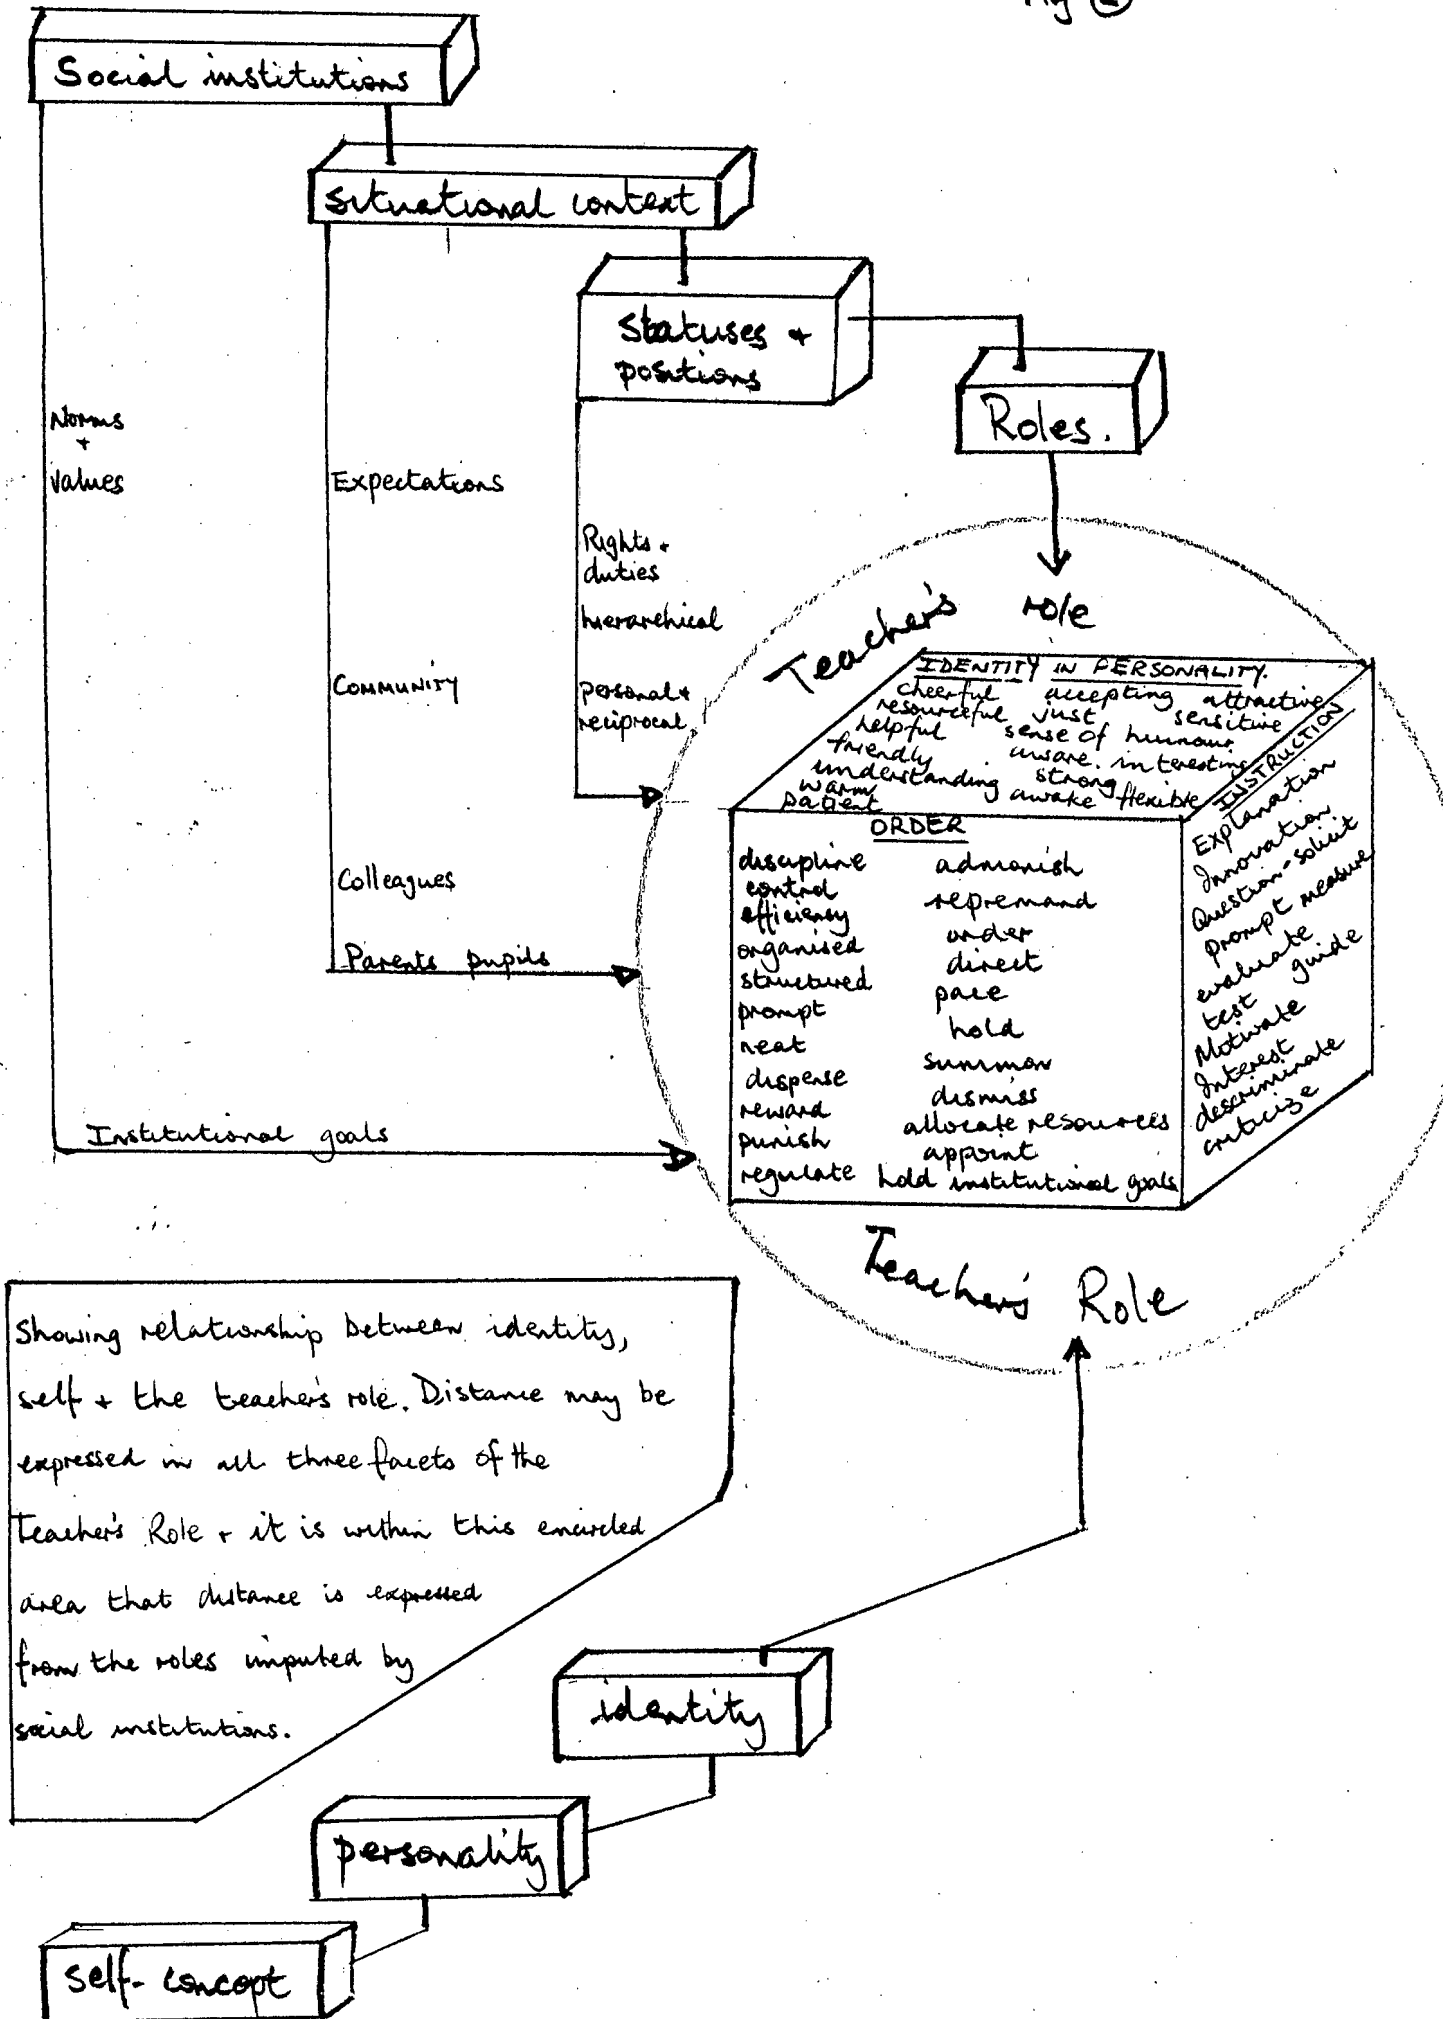 Fig 2
Social institutions
situational context
Statuses +
positions
Roles.
Norms
+
values
Expectations
Rights +
duties
hierarchical
Community
personal +
reciprocal
Colleagues
Parents pupils
Institutional goals
Teacher's role
IDENTITY IN PERSONALITY.
cheerful accepting attractive
resourceful just sensitive
helpful sense of humour
friendly aware. interesting
understanding strong
warm awake flexible
patient
ORDER
discipline admonish
control repremand
efficiency order
organised direct
structured pace
prompt hold
neat summon
dispense dismiss
reward allocate resources
punish appoint
regulate hold institutional goals
INSTRUCTION
Explanation
Innovation
Question-solicit
prompt measure
evaluate
test guide
Motivate
Interest
descriminate
criticize
Teacher's Role
Showing relationship between identity,
self + the teacher's role. Distance may be
expressed in all three facets of the
Teacher's Role + it is within this encircled
area that distance is expressed
from the roles imputed by
social institutions.
identity
personality
self-concept